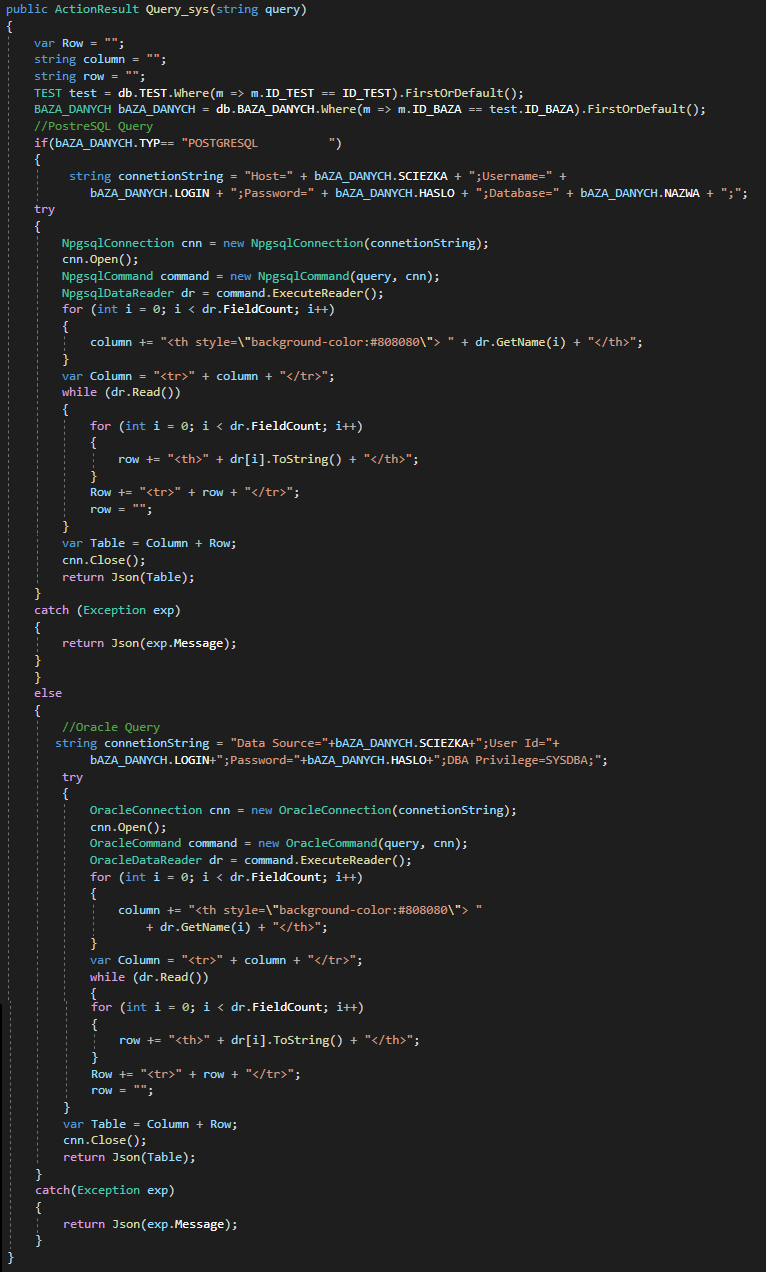 public ActionResult Query_sys(string query)
{
    var Row = "";
    string column = "";
    string row = "";
    TEST test = db.TEST.Where(m => m.ID_TEST == ID_TEST).FirstOrDefault();
    BAZA_DANYCH bAZA_DANYCH = db.BAZA_DANYCH.Where(m => m.ID_BAZA == test.ID_BAZA).FirstOrDefault();
    //PostreSQL Query
    if(bAZA_DANYCH.TYP== "POSTGRESQL          ")
    {
         string connetionString = "Host=" + bAZA_DANYCH.SCIEZKA + ";Username=" +
            bAZA_DANYCH.LOGIN + ";Password=" + bAZA_DANYCH.HASLO + ";Database=" + bAZA_DANYCH.NAZWA + ";";
    try
    {
        NpgsqlConnection cnn = new NpgsqlConnection(connetionString);
        cnn.Open();
        NpgsqlCommand command = new NpgsqlCommand(query, cnn);
        NpgsqlDataReader dr = command.ExecuteReader();
        for (int i = 0; i < dr.FieldCount; i++)
        {
            column += "<th style=\"background-color:#808080\"> " + dr.GetName(i) + "</th>";
        }
        var Column = "<tr>" + column + "</tr>";
        while (dr.Read())
        {
            for (int i = 0; i < dr.FieldCount; i++)
            {
                row += "<th>" + dr[i].ToString() + "</th>";
            }
            Row += "<tr>" + row + "</tr>";
            row = "";
        }
        var Table = Column + Row;
        cnn.Close();
        return Json(Table);
    }
    catch (Exception exp)
    {
        return Json(exp.Message);
    }
    }
    else
    {
        //Oracle Query
       string connetionString = "Data Source="+bAZA_DANYCH.SCIEZKA+";User Id="+
            bAZA_DANYCH.LOGIN+";Password="+bAZA_DANYCH.HASLO+";DBA Privilege=SYSDBA;";
        try
        {
            OracleConnection cnn = new OracleConnection(connetionString);
            cnn.Open();
            OracleCommand command = new OracleCommand(query, cnn);
            OracleDataReader dr = command.ExecuteReader();
            for (int i = 0; i < dr.FieldCount; i++)
            {
                column += "<th style=\"background-color:#808080\"> "
                    + dr.GetName(i) + "</th>";
            }
            var Column = "<tr>" + column + "</tr>";
            while (dr.Read())
            {
            for (int i = 0; i < dr.FieldCount; i++)
            {
                row += "<th>" + dr[i].ToString() + "</th>";
            }
            Row += "<tr>" + row + "</tr>";
            row = "";
        }
        var Table = Column + Row;
        cnn.Close();
        return Json(Table);
    }
    catch(Exception exp)
    {
        return Json(exp.Message);
    }
}